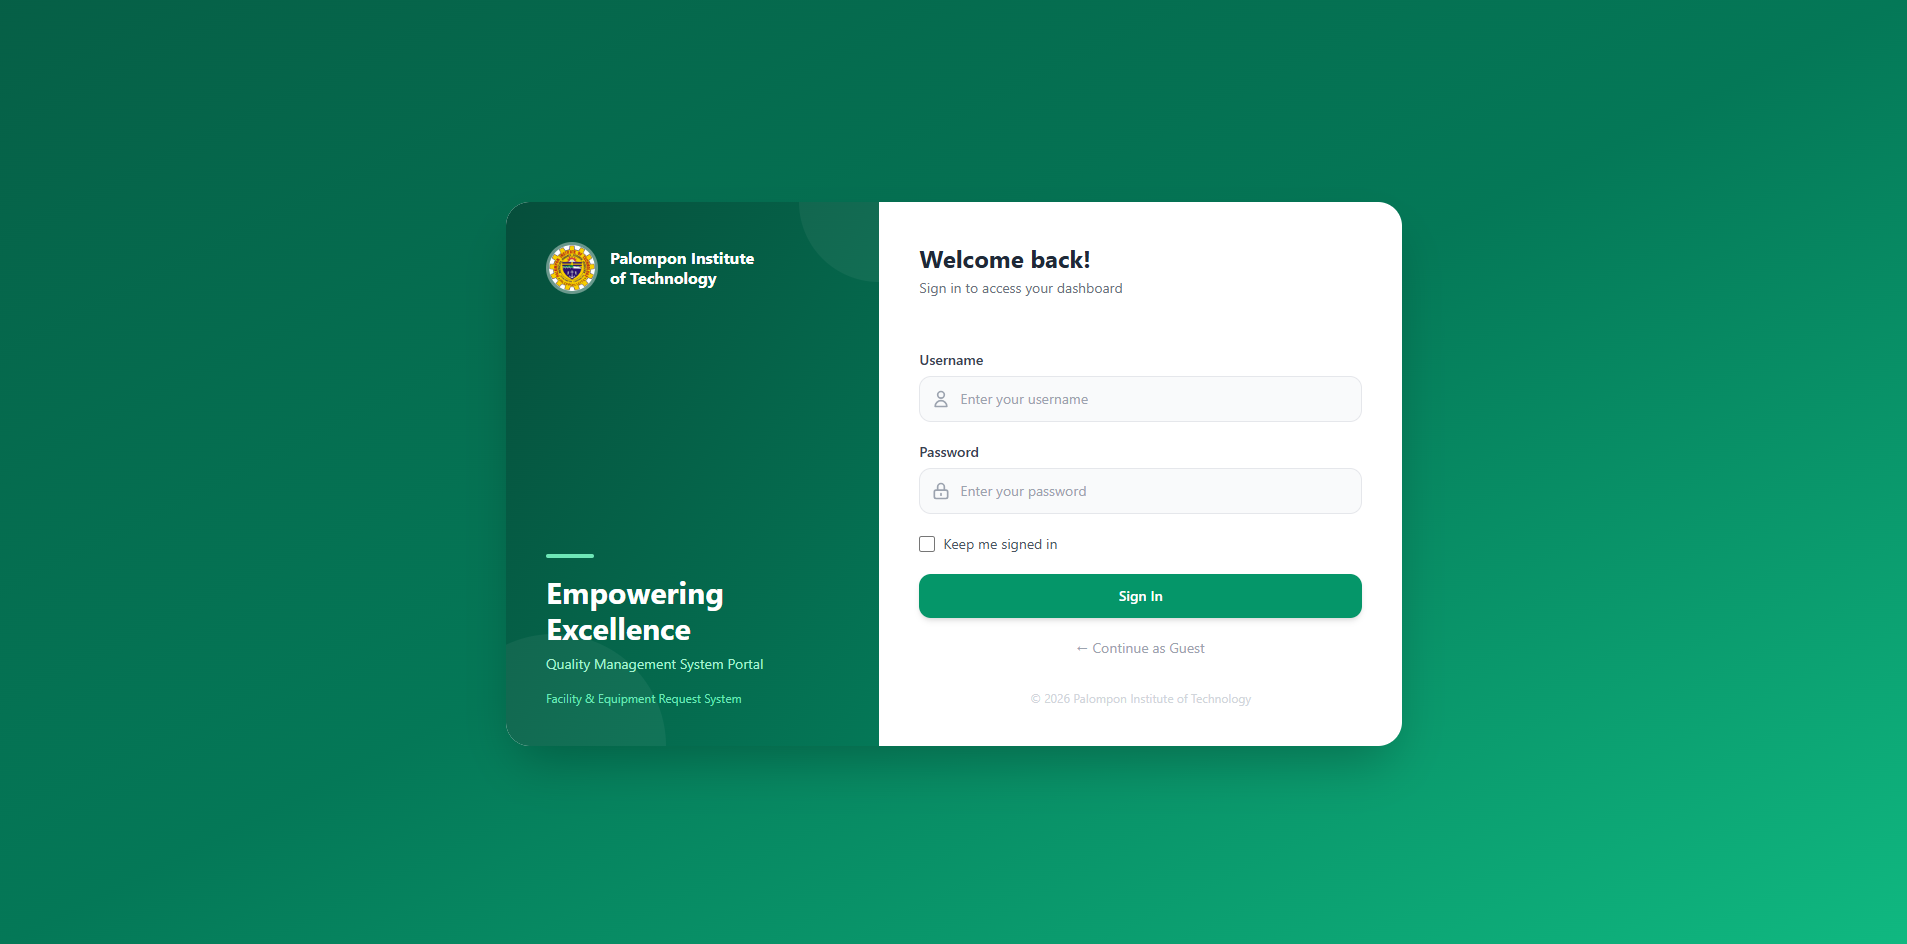 Palompon Institute
of Technology
Empowering
Excellence
Quality Management System Portal
Facility & Equipment Request System
Welcome back!
Sign in to access your dashboard
Username
Enter your username
Password
Enter your password
Keep me signed in
Sign In
← Continue as Guest
© 2026 Palompon Institute of Technology